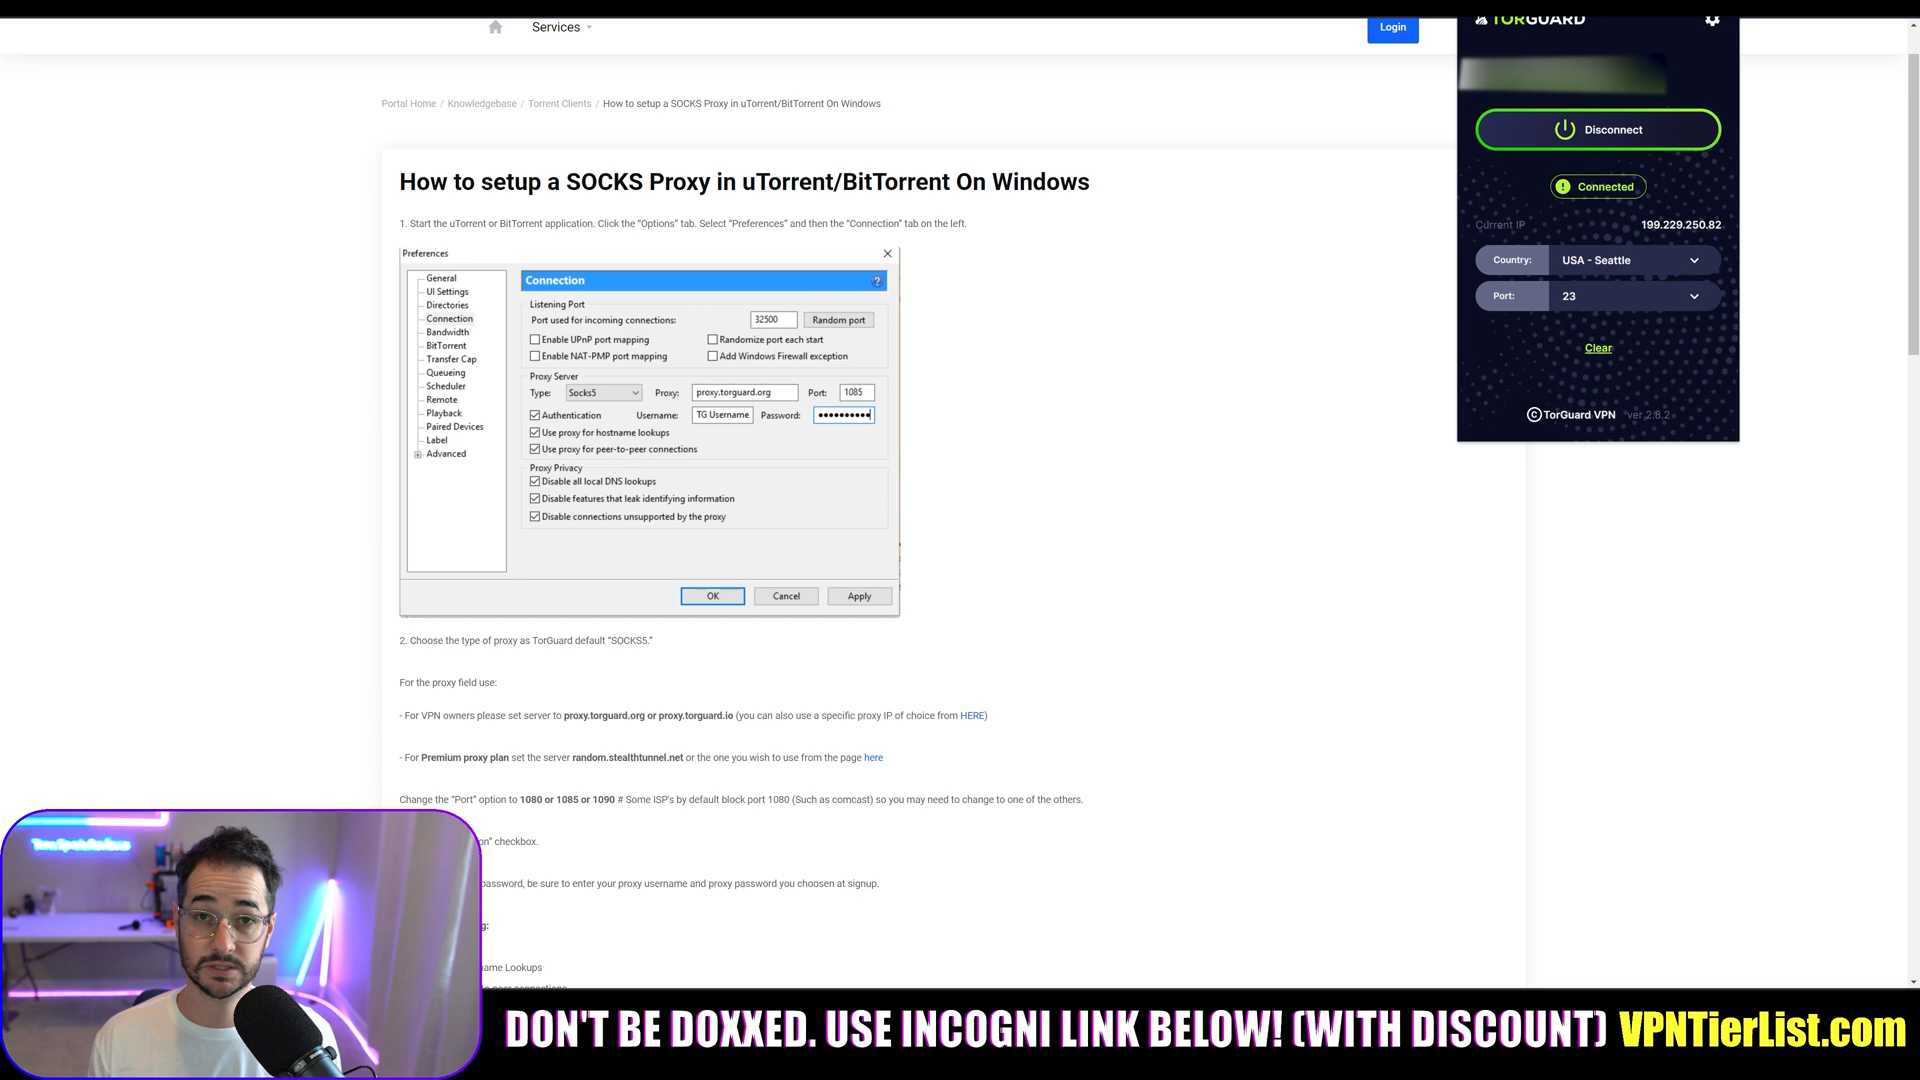 Services
Login
TORGUARD
Portal Home / Knowledgebase / Torrent Clients / How to setup a SOCKS Proxy in uTorrent/BitTorrent On Windows
Disconnect
How to setup a SOCKS Proxy in uTorrent/BitTorrent On Windows
Connected
1. Start the uTorrent or BitTorrent application. Click the “Options” tab. Select “Preferences” and then the “Connection” tab on the left.
Current IP 199.229.250.82
Country: USA - Seattle
Port: 23
Clear
©TorGuard VPN ver 2.8.2
Preferences
General
UI Settings
Directories
Connection
Bandwidth
BitTorrent
Transfer Cap
Queueing
Scheduler
Remote
Playback
Paired Devices
Label
Advanced
Connection ?
Listening Port
Port used for incoming connections: 32500 Random port
Enable UPnP port mapping Randomize port each start
Enable NAT-PMP port mapping Add Windows Firewall exception
Proxy Server
Type: Socks5 Proxy: proxy.torguard.org Port: 1085
Authentication Username: TG Username Password: ●●●●●●●●●●
Use proxy for hostname lookups
Use proxy for peer-to-peer connections
Proxy Privacy
Disable all local DNS lookups
Disable features that leak identifying information
Disable connections unsupported by the proxy
OK Cancel Apply
2. Choose the type of proxy as TorGuard default “SOCKS5.”
For the proxy field use:
- For VPN owners please set server to proxy.torguard.org or proxy.torguard.io (you can also use a specific proxy IP of choice from HERE)
- For Premium proxy plan set the server random.stealthtunnel.net or the one you wish to use from the page here
Change the “Port” option to 1080 or 1085 or 1090 # Some ISP's by default block port 1080 (Such as comcast) so you may need to change to one of the others.
on” checkbox.
password, be sure to enter your proxy username and proxy password you choosen at signup.
g:
name Lookups
DON'T BE DOXXED. USE INCOGNI LINK BELOW! (WITH DISCOUNT) VPNTierList.com